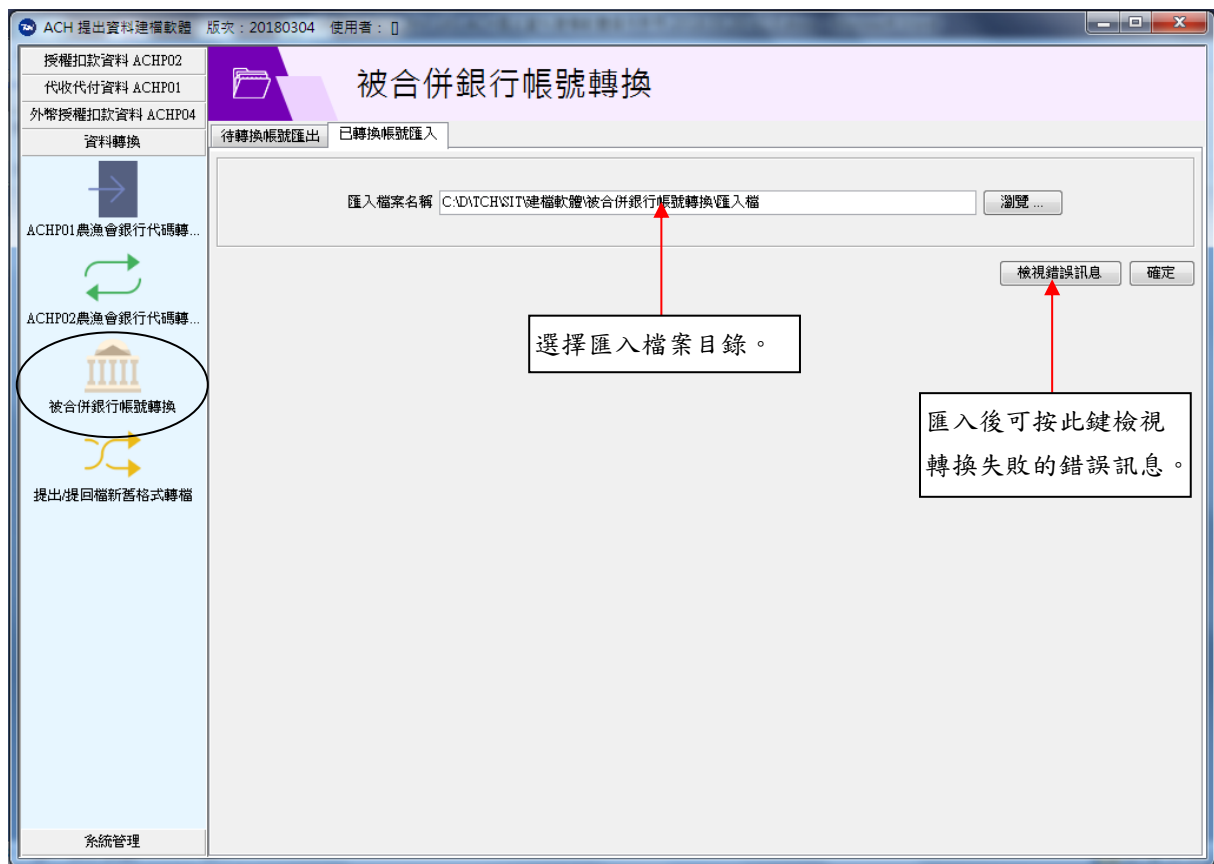 ACH 提出資料建檔軟體 版次：20180304 使用者： []
授權扣款資料 ACHP02
代收代付資料 ACHP01
外幣授權扣款資料 ACHP04
資料轉換
ACHP01農漁會銀行代碼轉...
ACHP02農漁會銀行代碼轉...
被合併銀行帳號轉換
提出/提回檔新舊格式轉檔
系統管理
被合併銀行帳號轉換
待轉換帳號匯出 已轉換帳號匯入
匯入檔案名稱 C:\D\TCH\SIT\建檔軟體\被合併銀行帳號轉換\匯入檔 瀏覽 ...
檢視錯誤訊息 確定
選擇匯入檔案目錄。
匯入後可按此鍵檢視
轉換失敗的錯誤訊息。